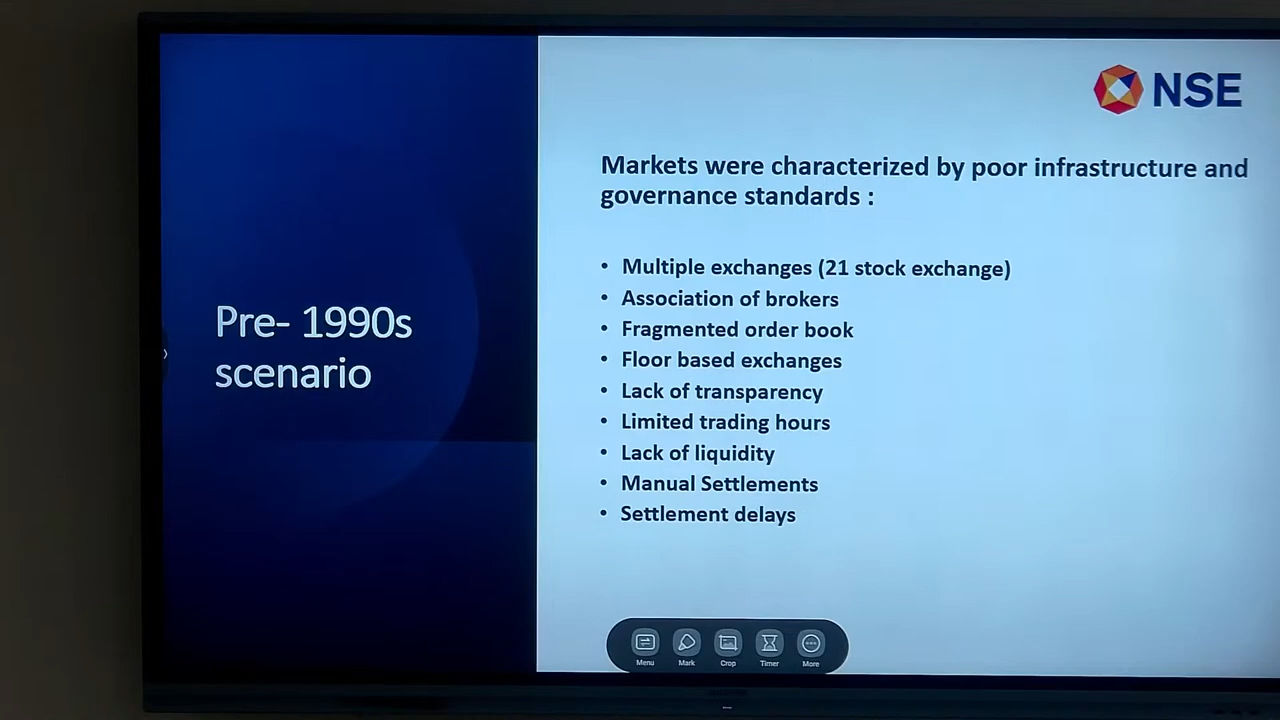 NSE
Pre- 1990s
scenario
Markets were characterized by poor infrastructure and
governance standards :
• Multiple exchanges (21 stock exchange)
• Association of brokers
• Fragmented order book
• Floor based exchanges
• Lack of transparency
• Limited trading hours
• Lack of liquidity
• Manual Settlements
• Settlement delays
Menu Mark Crop Timer More